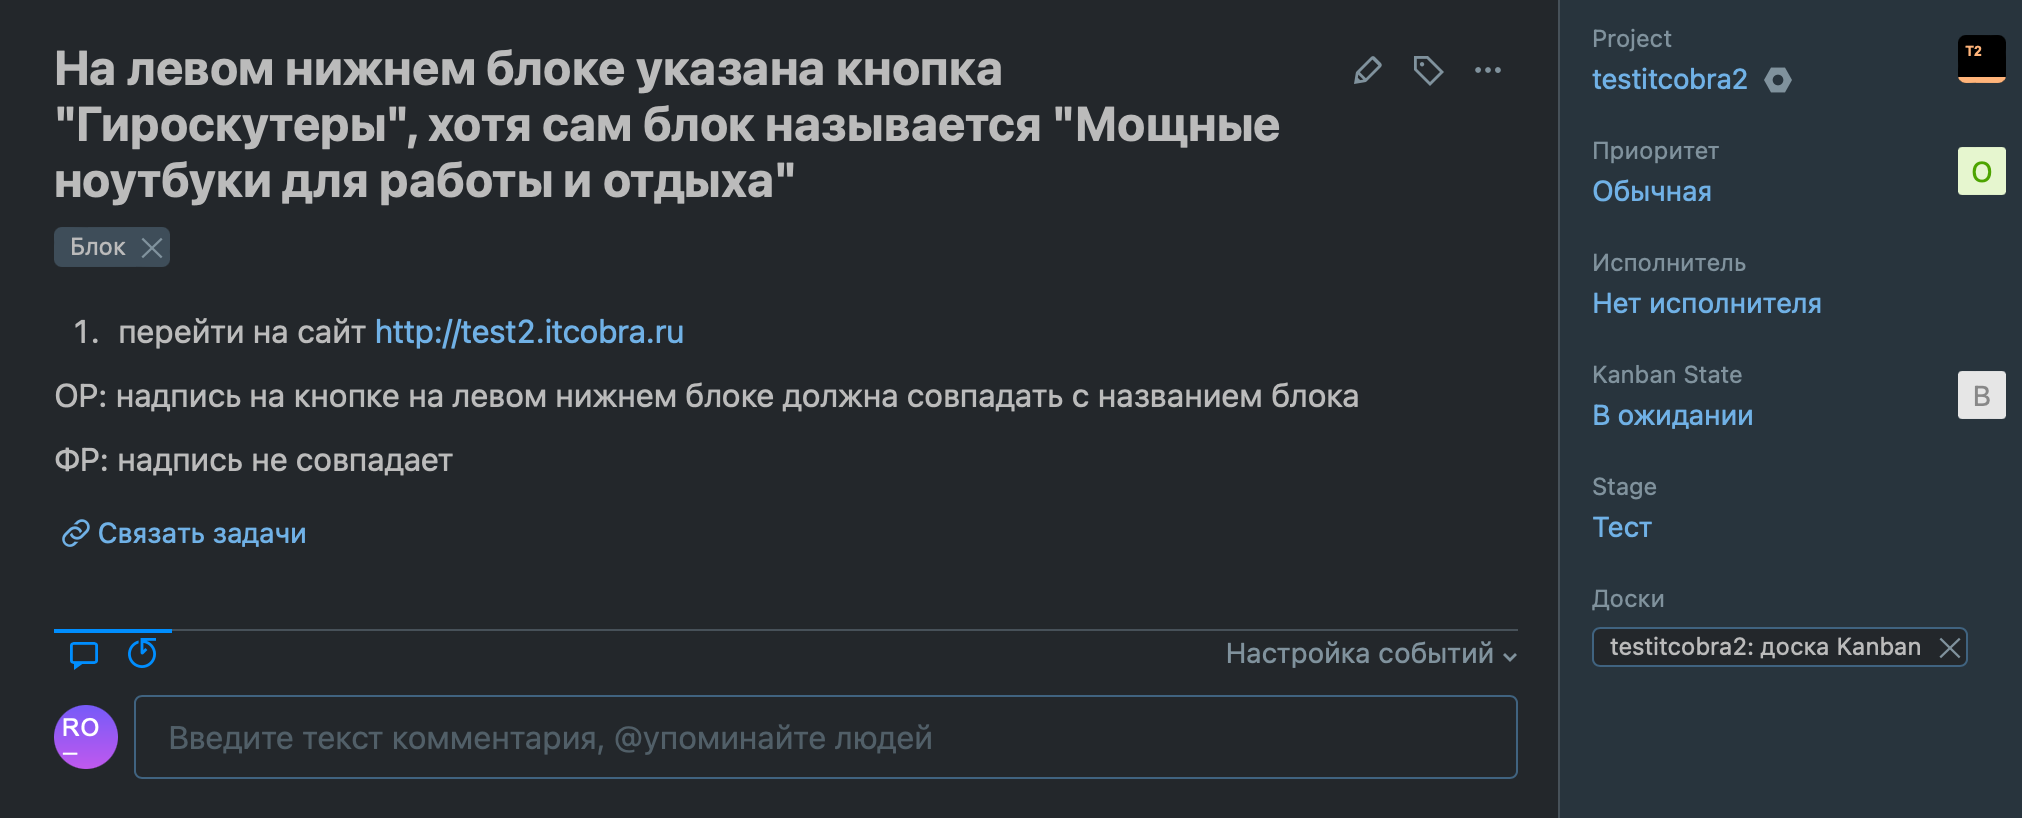 На левом нижнем блоке указана кнопка
"Гироскутеры", хотя сам блок называется "Мощные
ноутбуки для работы и отдыха"
Блок
1. перейти на сайт http://test2.itcobra.ru
ОР: надпись на кнопке на левом нижнем блоке должна совпадать с названием блока
ФР: надпись не совпадает
Связать задачи
Настройка событий
RO
Введите текст комментария, @упоминайте людей
Project
testitcobra2
T2
Приоритет
Обычная
О
Исполнитель
Нет исполнителя
Kanban State
В ожидании
В
Stage
Тест
Доски
testitcobra2: доска Kanban